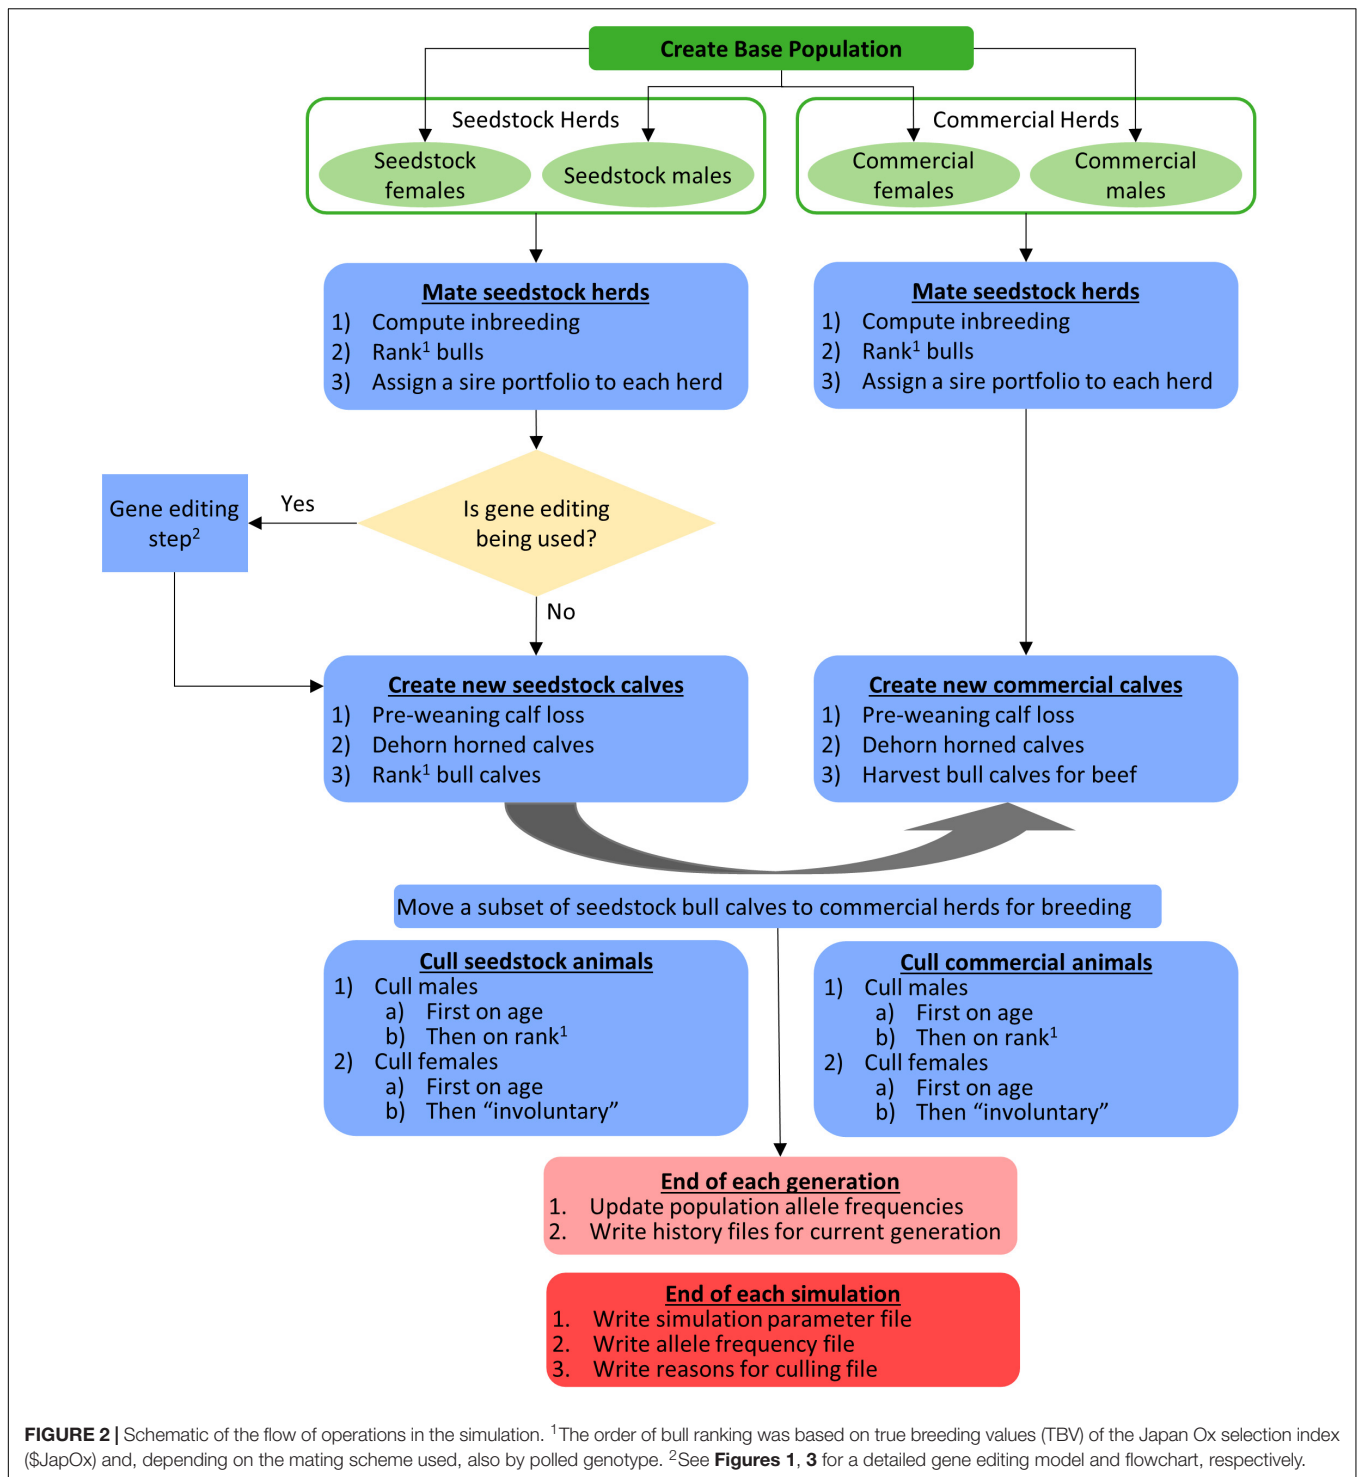 Create Base Population
Seedstock Herds
Seedstock
females
Seedstock males
Commercial Herds
Commercial
females
Commercial
males
Mate seedstock herds
1) Compute inbreeding
2) Rank¹ bulls
3) Assign a sire portfolio to each herd
Mate seedstock herds
1) Compute inbreeding
2) Rank¹ bulls
3) Assign a sire portfolio to each herd
Gene editing
step²
Yes
Is gene editing
being used?
No
Create new seedstock calves
1) Pre-weaning calf loss
2) Dehorn horned calves
3) Rank¹ bull calves
Create new commercial calves
1) Pre-weaning calf loss
2) Dehorn horned calves
3) Harvest bull calves for beef
Move a subset of seedstock bull calves to commercial herds for breeding
Cull seedstock animals
1) Cull males
a) First on age
b) Then on rank¹
2) Cull females
a) First on age
b) Then “involuntary”
Cull commercial animals
1) Cull males
a) First on age
b) Then on rank¹
2) Cull females
a) First on age
b) Then “involuntary”
End of each generation
1. Update population allele frequencies
2. Write history files for current generation
End of each simulation
1. Write simulation parameter file
2. Write allele frequency file
3. Write reasons for culling file
FIGURE 2 | Schematic of the flow of operations in the simulation. ¹The order of bull ranking was based on true breeding values (TBV) of the Japan Ox selection index
($JapOx) and, depending on the mating scheme used, also by polled genotype. ²See Figures 1, 3 for a detailed gene editing model and flowchart, respectively.